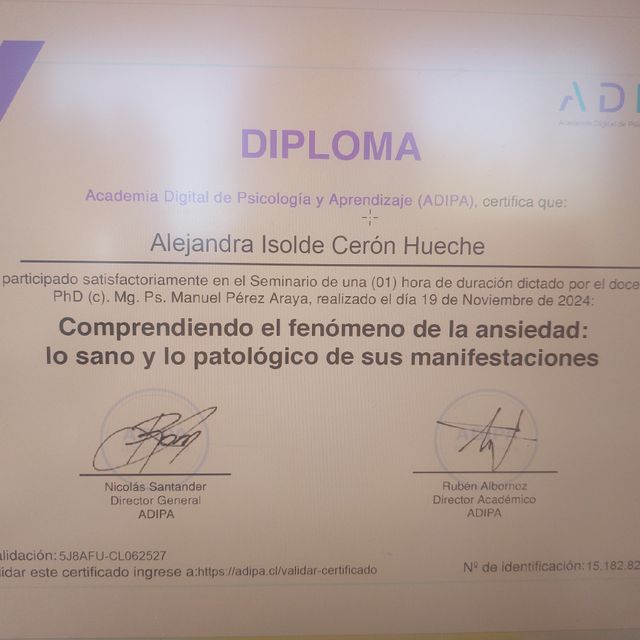 ADI
Academia Digital de Psi
DIPLOMA
Academia Digital de Psicología y Aprendizaje (ADIPA), certifica que:
Alejandra Isolde Cerón Hueche
participado satisfactoriamente en el Seminario de una (01) hora de duración dictado por el doce
PhD (c). Mg. Ps. Manuel Pérez Araya, realizado el día 19 de Noviembre de 2024:
Comprendiendo el fenómeno de la ansiedad:
lo sano y lo patológico de sus manifestaciones
Nicolás Santander
Director General
ADIPA
Rubén Albornoz
Director Académico
ADIPA
alidación: 5J8AFU-CL062527
lidar este certificado ingrese a:https://adipa.cl/validar-certificado
Nº de identificación: 15.182.82